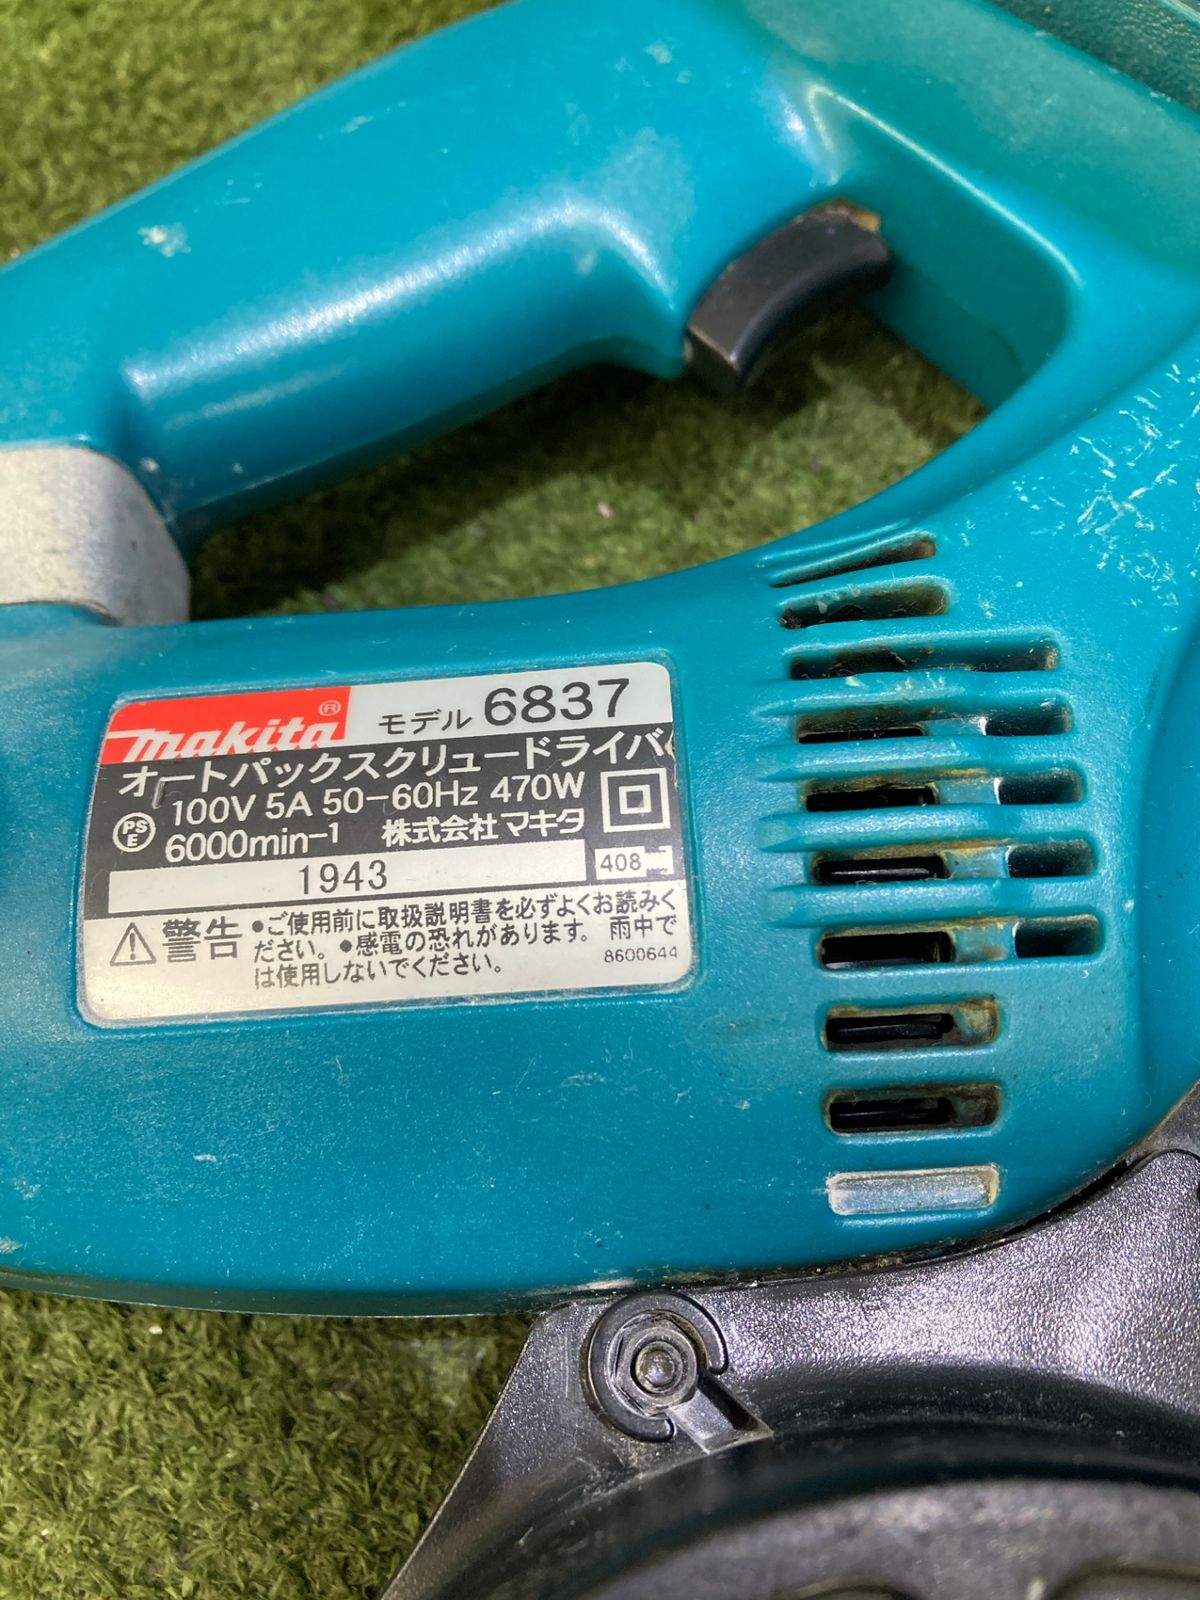 makita® モデル 6837
オートパックスクリュードライバ
100V 5A 50-60Hz 470W
PS E 6000min-1 株式会社マキタ
1943 408
警告 ●ご使用前に取扱説明書を必ずよくお読みく
ださい。●感電の恐れがあります。雨中で
は使用しないでください。 8600644